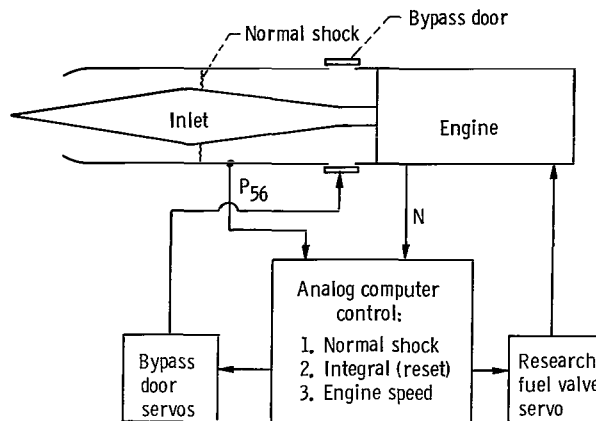 Normal shock
Bypass door
Inlet
Engine
P56
N
Analog computer
control:
1. Normal shock
2. Integral (reset)
3. Engine speed
Bypass
door
servos
Research
fuel valve
servo